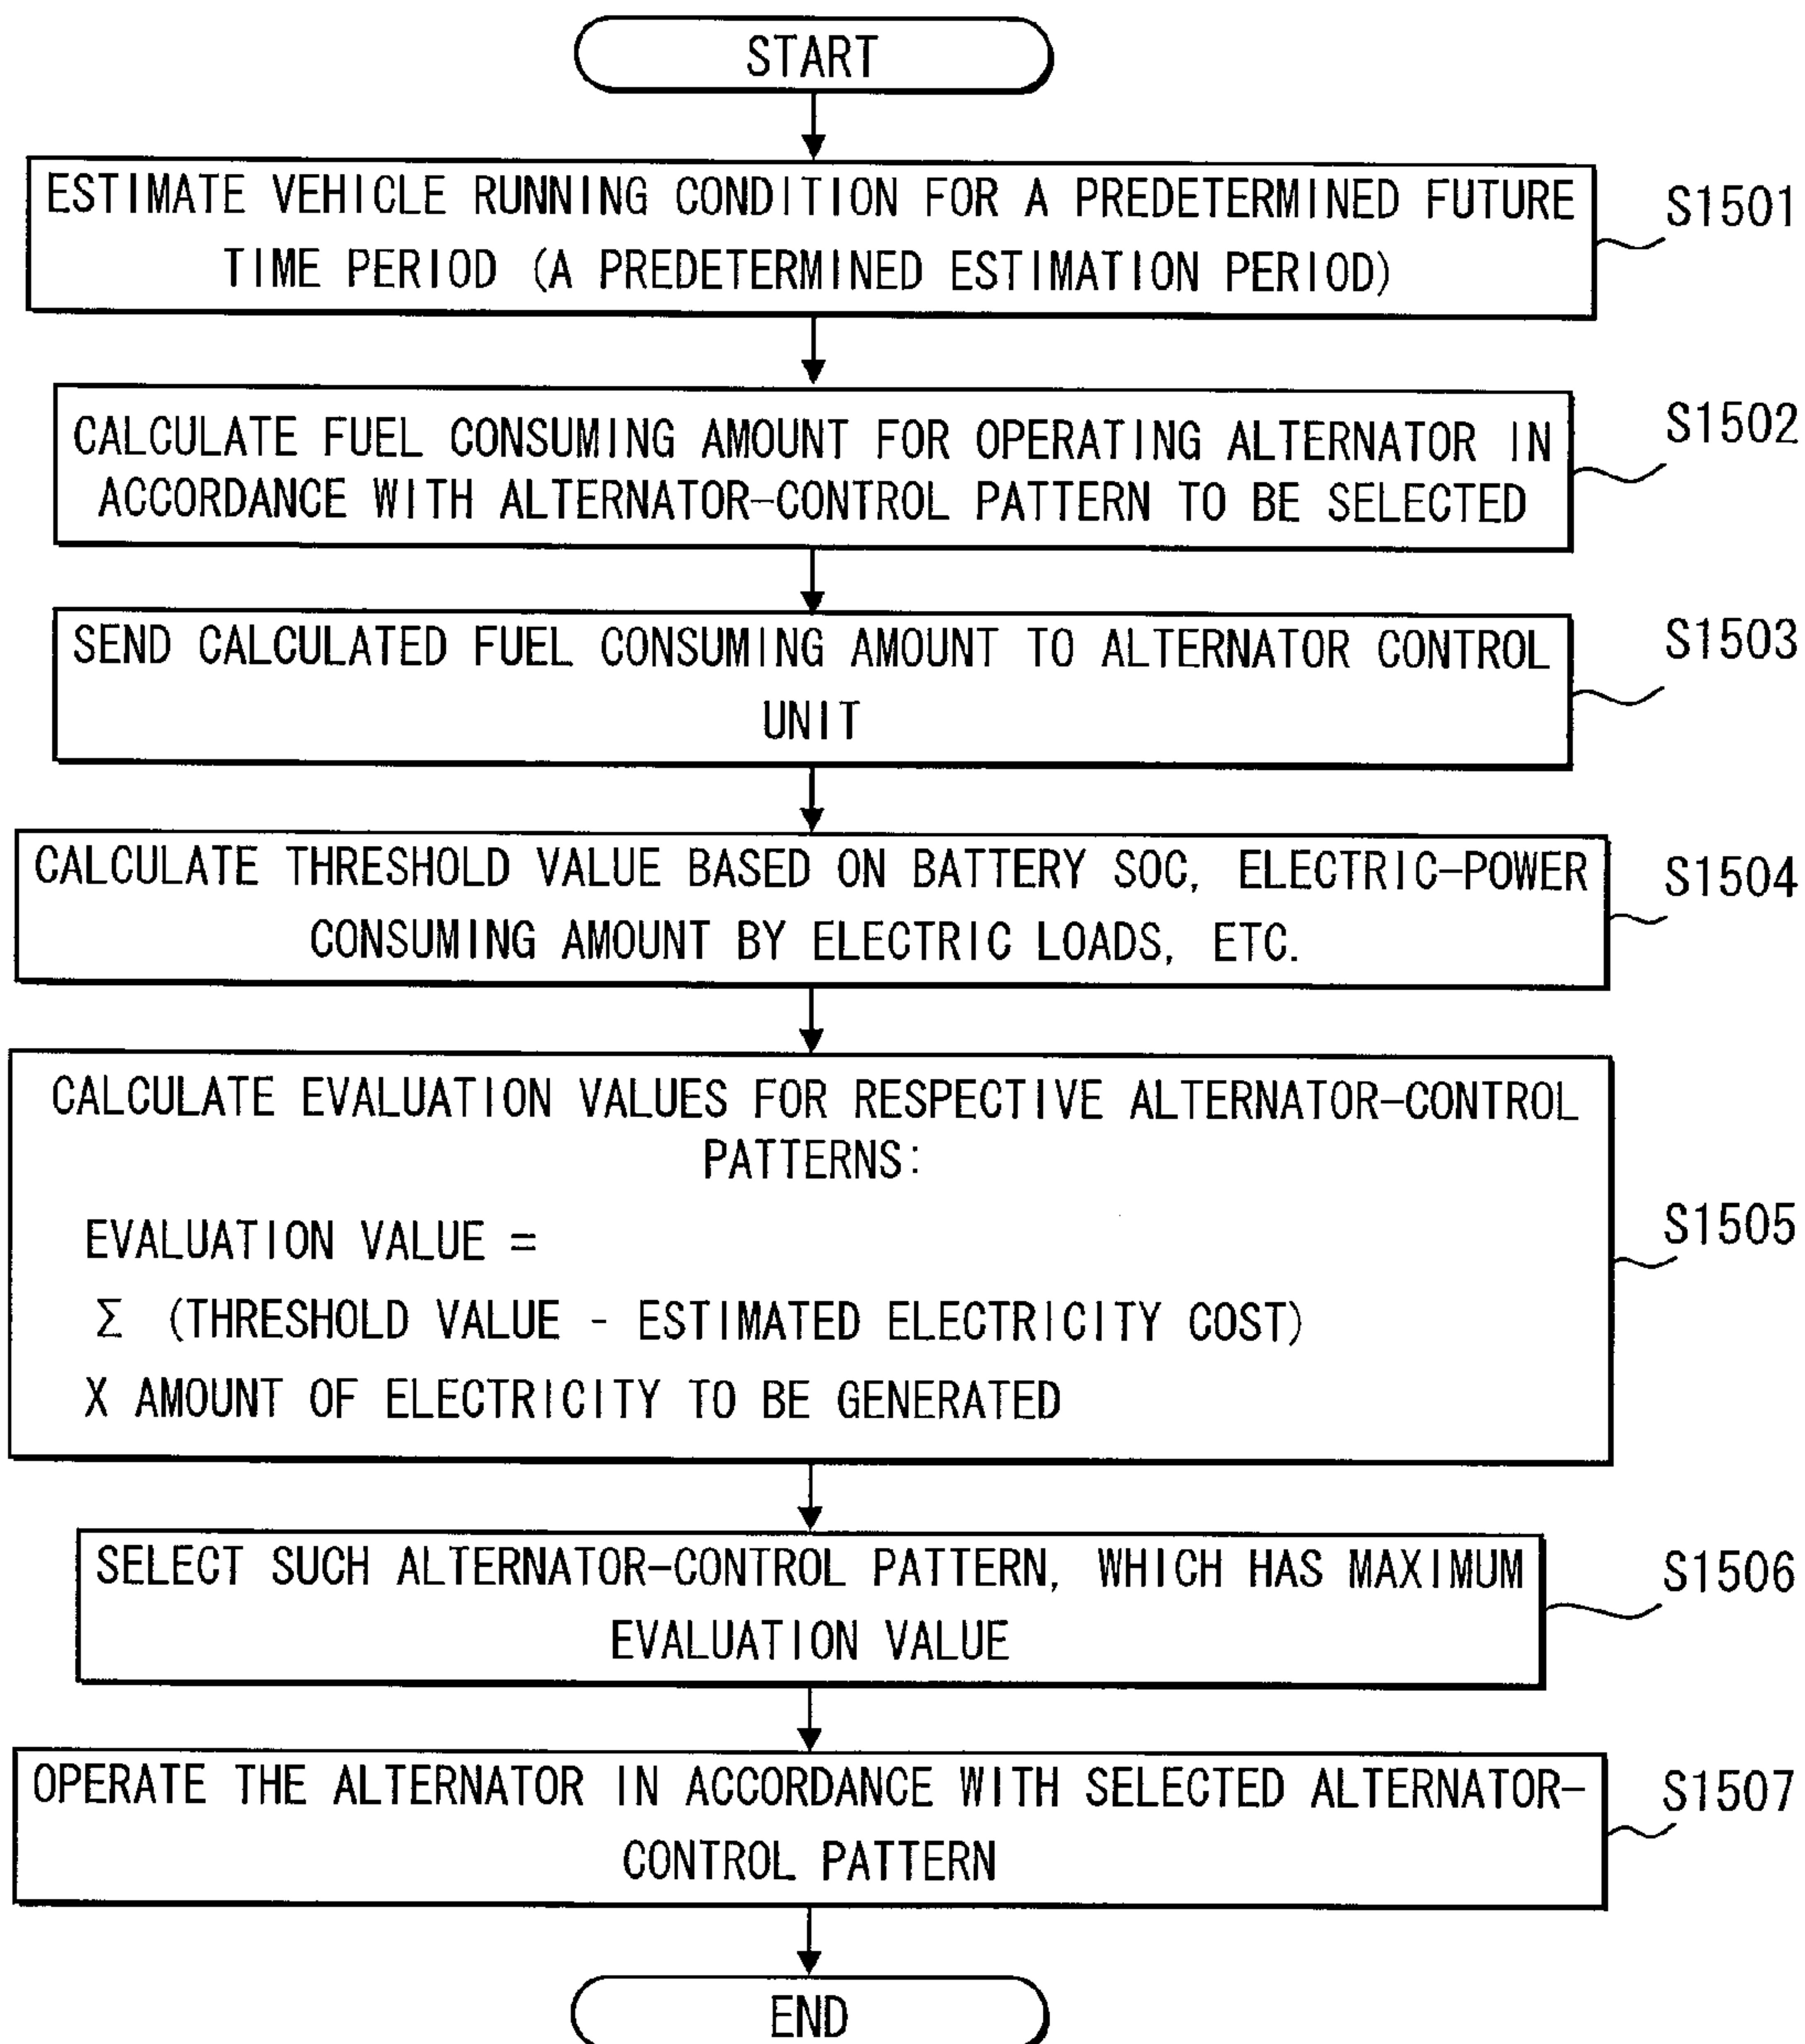 START
ESTIMATE VEHICLE RUNNING CONDITION FOR A PREDETERMINED FUTURE
TIME PERIOD (A PREDETERMINED ESTIMATION PERIOD)
S1501
CALCULATE FUEL CONSUMING AMOUNT FOR OPERATING ALTERNATOR IN
ACCORDANCE WITH ALTERNATOR-CONTROL PATTERN TO BE SELECTED
S1502
SEND CALCULATED FUEL CONSUMING AMOUNT TO ALTERNATOR CONTROL
UNIT
S1503
CALCULATE THRESHOLD VALUE BASED ON BATTERY SOC, ELECTRIC-POWER
CONSUMING AMOUNT BY ELECTRIC LOADS, ETC.
S1504
CALCULATE EVALUATION VALUES FOR RESPECTIVE ALTERNATOR-CONTROL
PATTERNS:
EVALUATION VALUE =
Σ (THRESHOLD VALUE - ESTIMATED ELECTRICITY COST)
X AMOUNT OF ELECTRICITY TO BE GENERATED
S1505
SELECT SUCH ALTERNATOR-CONTROL PATTERN, WHICH HAS MAXIMUM
EVALUATION VALUE
S1506
OPERATE THE ALTERNATOR IN ACCORDANCE WITH SELECTED ALTERNATOR-
CONTROL PATTERN
S1507
END